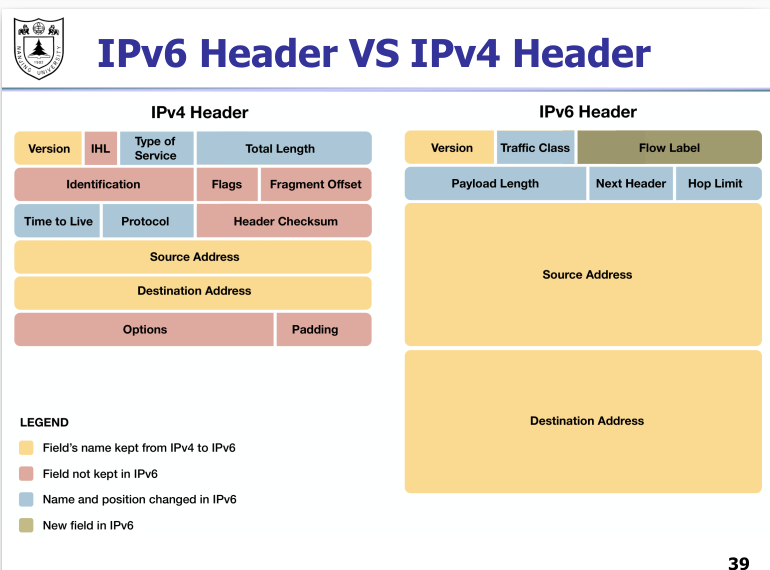 NANJING UNIVERSITY
IPv6 Header VS IPv4 Header
IPv4 Header
Version
IHL
Type of
Service
Total Length
Identification
Flags
Fragment Offset
Time to Live
Protocol
Header Checksum
Source Address
Destination Address
Options
Padding
LEGEND
Field's name kept from IPv4 to IPv6
Field not kept in IPv6
Name and position changed in IPv6
New field in IPv6
IPv6 Header
Version
Traffic Class
Flow Label
Payload Length
Next Header
Hop Limit
Source Address
Destination Address
39